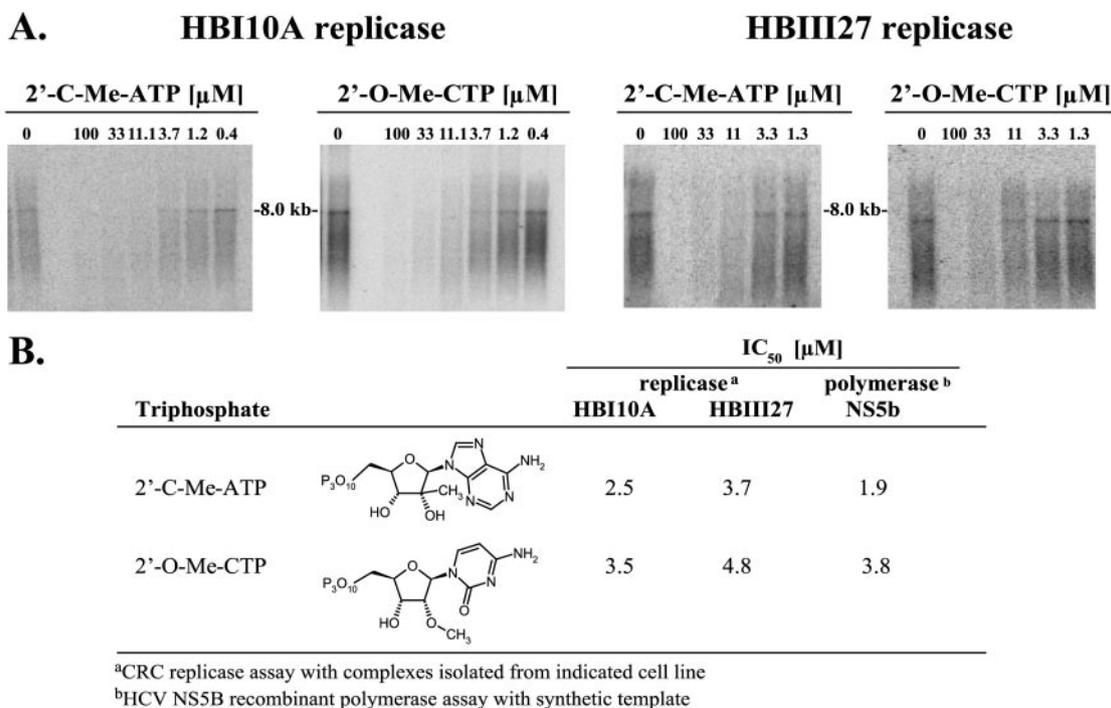 A. HBI10A replicase HBIII27 replicase
2'-C-Me-ATP [µM] 2'-O-Me-CTP [µM] 2'-C-Me-ATP [µM] 2'-O-Me-CTP [µM]
0 100 33 11.1 3.7 1.2 0.4 0 100 33 11.1 3.7 1.2 0.4 0 100 33 11 3.3 1.3 0 100 33 11 3.3 1.3
-8.0 kb- -8.0 kb-
B. IC50 [µM]
replicase a polymerase b
Triphosphate HBI10A HBIII27 NS5b
2'-C-Me-ATP P3O10 O N N N N NH2 CH3 HO OH 2.5 3.7 1.9
2'-O-Me-CTP P3O10 O N N NH2 O HO O CH3 3.5 4.8 3.8
aCRC replicase assay with complexes isolated from indicated cell line
bHCV NS5B recombinant polymerase assay with synthetic template